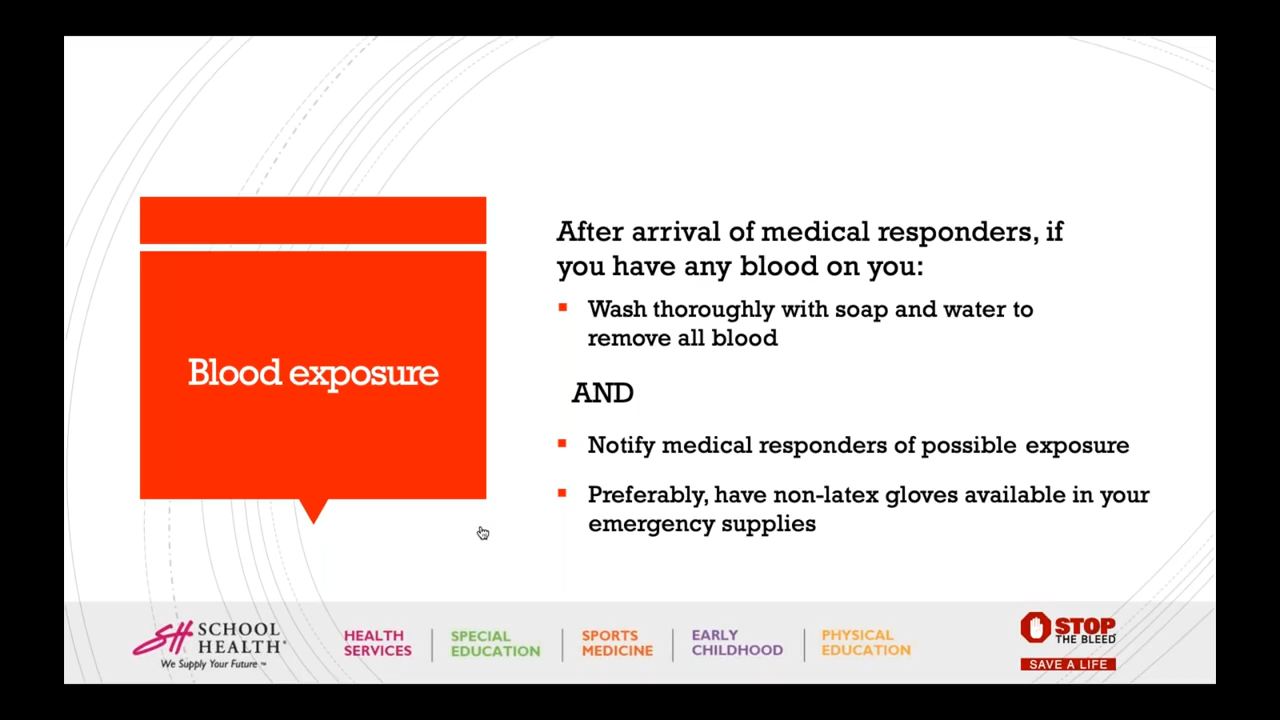 Blood exposure
After arrival of medical responders, if
you have any blood on you:
Wash thoroughly with soap and water to
remove all blood
AND
Notify medical responders of possible exposure
Preferably, have non-latex gloves available in your
emergency supplies
SH SCHOOL
HEALTH®
We Supply Your Future ™
HEALTH
SERVICES
SPECIAL
EDUCATION
SPORTS
MEDICINE
EARLY
CHILDHOOD
PHYSICAL
EDUCATION
STOP
THE BLEED
SAVE A LIFE